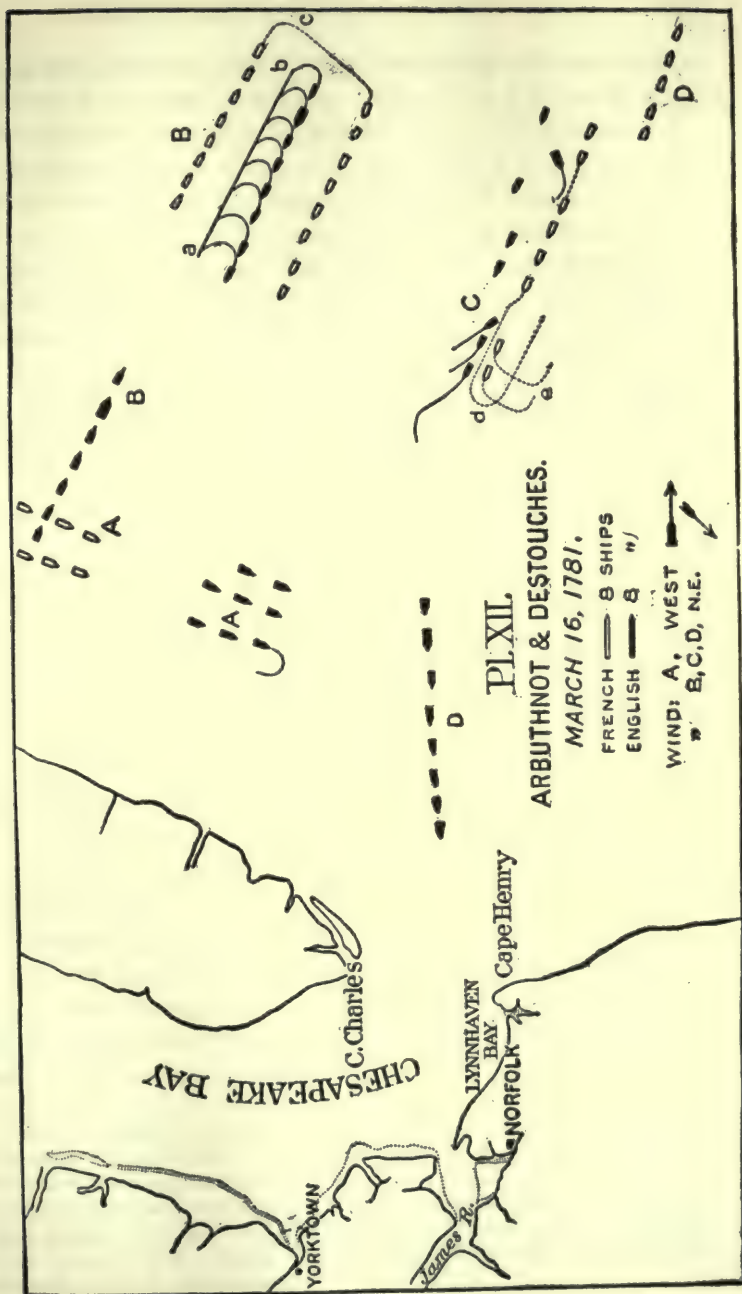 PL XII.
ARBUTHNOT & DESTOUCHES.
MARCH 16, 1781.
FRENCH 8 SHIPS
ENGLISH 8 "
WIND: A, WEST
" B,C,D, N.E.
CHESAPEAKE BAY
C. Charles
Cape Henry
LYNNHAVEN
BAY
NORFOLK
YORKTOWN
James R.
A
B
A
B
a
b
c
C
d
e
D
D